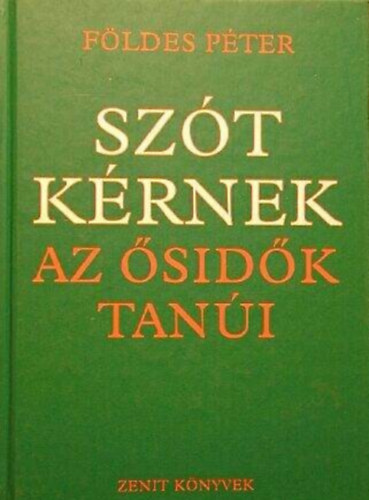 FÖLDES PÉTER
SZÓT
KÉRNEK
AZ ŐSIDŐK
TANÚI
ZENIT KÖNYVEK